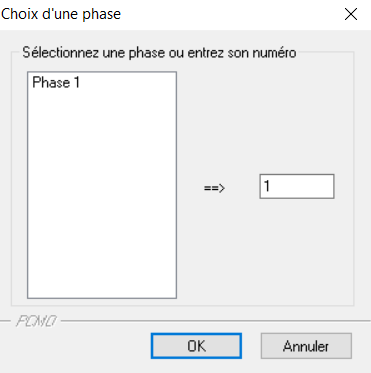 Choix d'une phase
Sélectionnez une phase ou entrez son numéro
Phase 1
==> 1
PCMO
OK Annuler